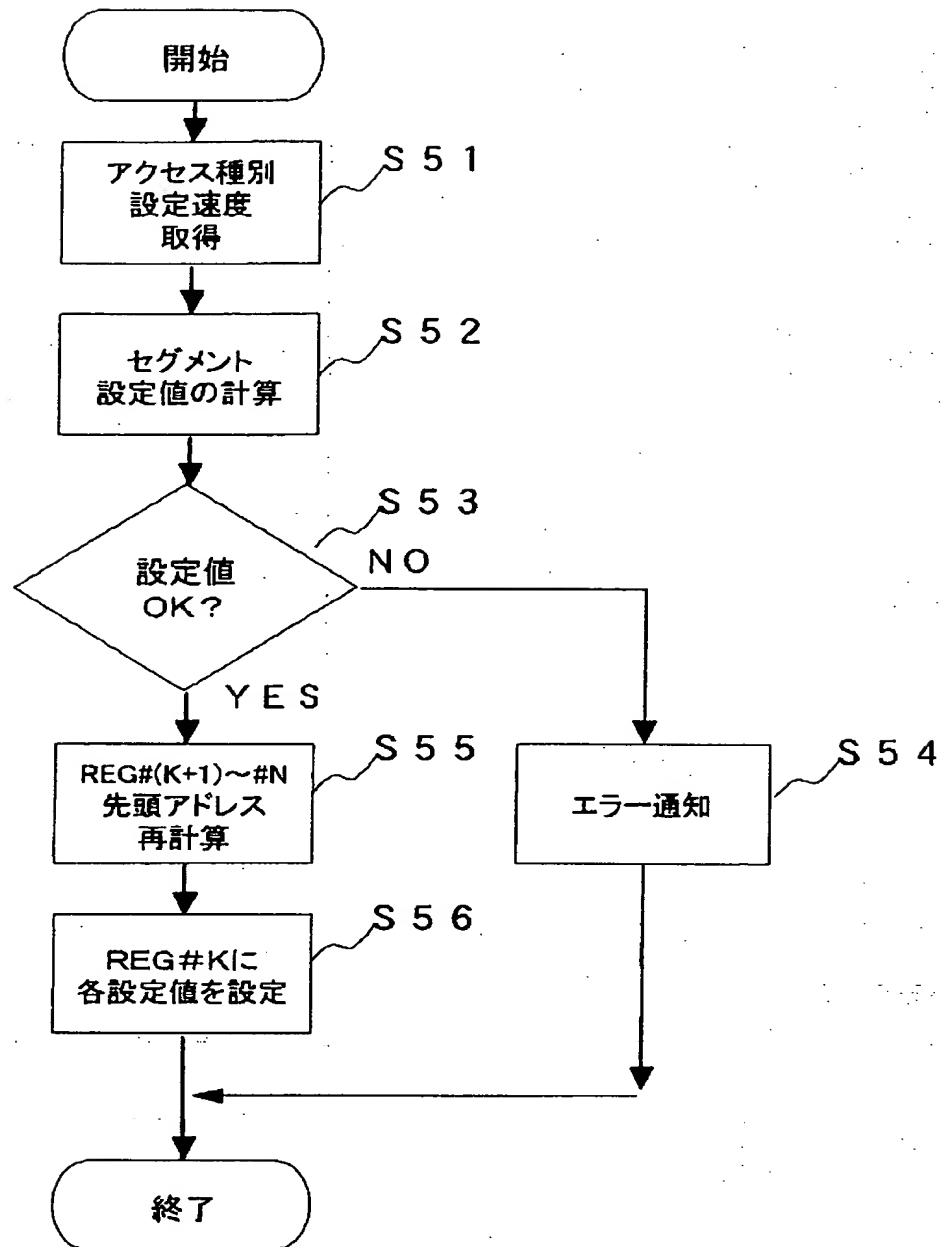 開始
アクセス種別
設定速度
取得
S51
セグメント
設定値の計算
S52
設定値
OK?
S53
NO
YES
REG#(K+1)～#N
先頭アドレス
再計算
S55
エラー通知
S54
REG#Kに
各設定値を設定
S56
終了